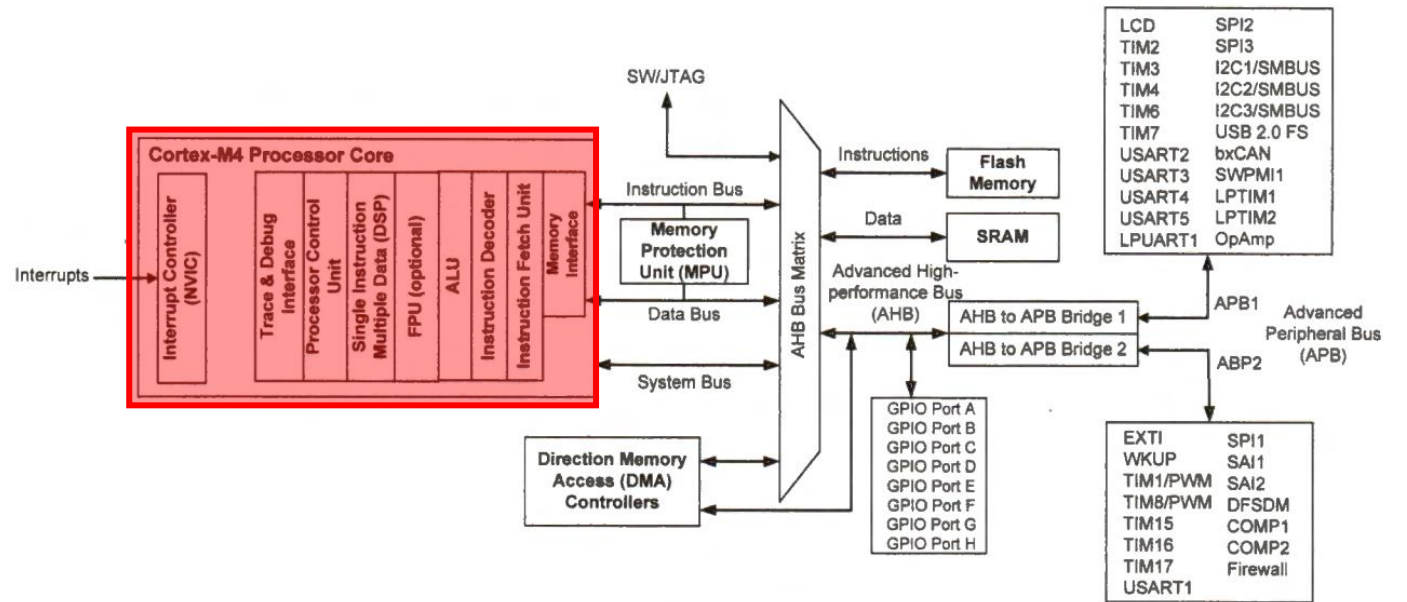 SW/JTAG
Cortex-M4 Processor Core
Interrupts
Interrupt Controller
(NVIC)
Trace & Debug
Interface
Processor Control
Unit
Single Instruction
Multiple Data (DSP)
FPU (optional)
ALU
Instruction Decoder
Instruction Fetch Unit
Memory
Interface
Instruction Bus
Memory
Protection
Unit (MPU)
Data Bus
System Bus
Direction Memory
Access (DMA)
Controllers
AHB Bus Matrix
Instructions
Flash
Memory
Data
SRAM
Advanced High-
performance Bus
(AHB)
AHB to APB Bridge 1
AHB to APB Bridge 2
GPIO Port A
GPIO Port B
GPIO Port C
GPIO Port D
GPIO Port E
GPIO Port F
GPIO Port G
GPIO Port H
LCD SPI2
TIM2 SPI3
TIM3 I2C1/SMBUS
TIM4 I2C2/SMBUS
TIM6 I2C3/SMBUS
TIM7 USB 2.0 FS
USART2 bxCAN
USART3 SWPMI1
USART4 LPTIM1
USART5 LPTIM2
LPUART1 OpAmp
APB1
Advanced
Peripheral Bus
(APB)
ABP2
EXTI SPI1
WKUP SAI1
TIM1/PWM SAI2
TIM8/PWM DFSDM
TIM15 COMP1
TIM16 COMP2
TIM17 Firewall
USART1